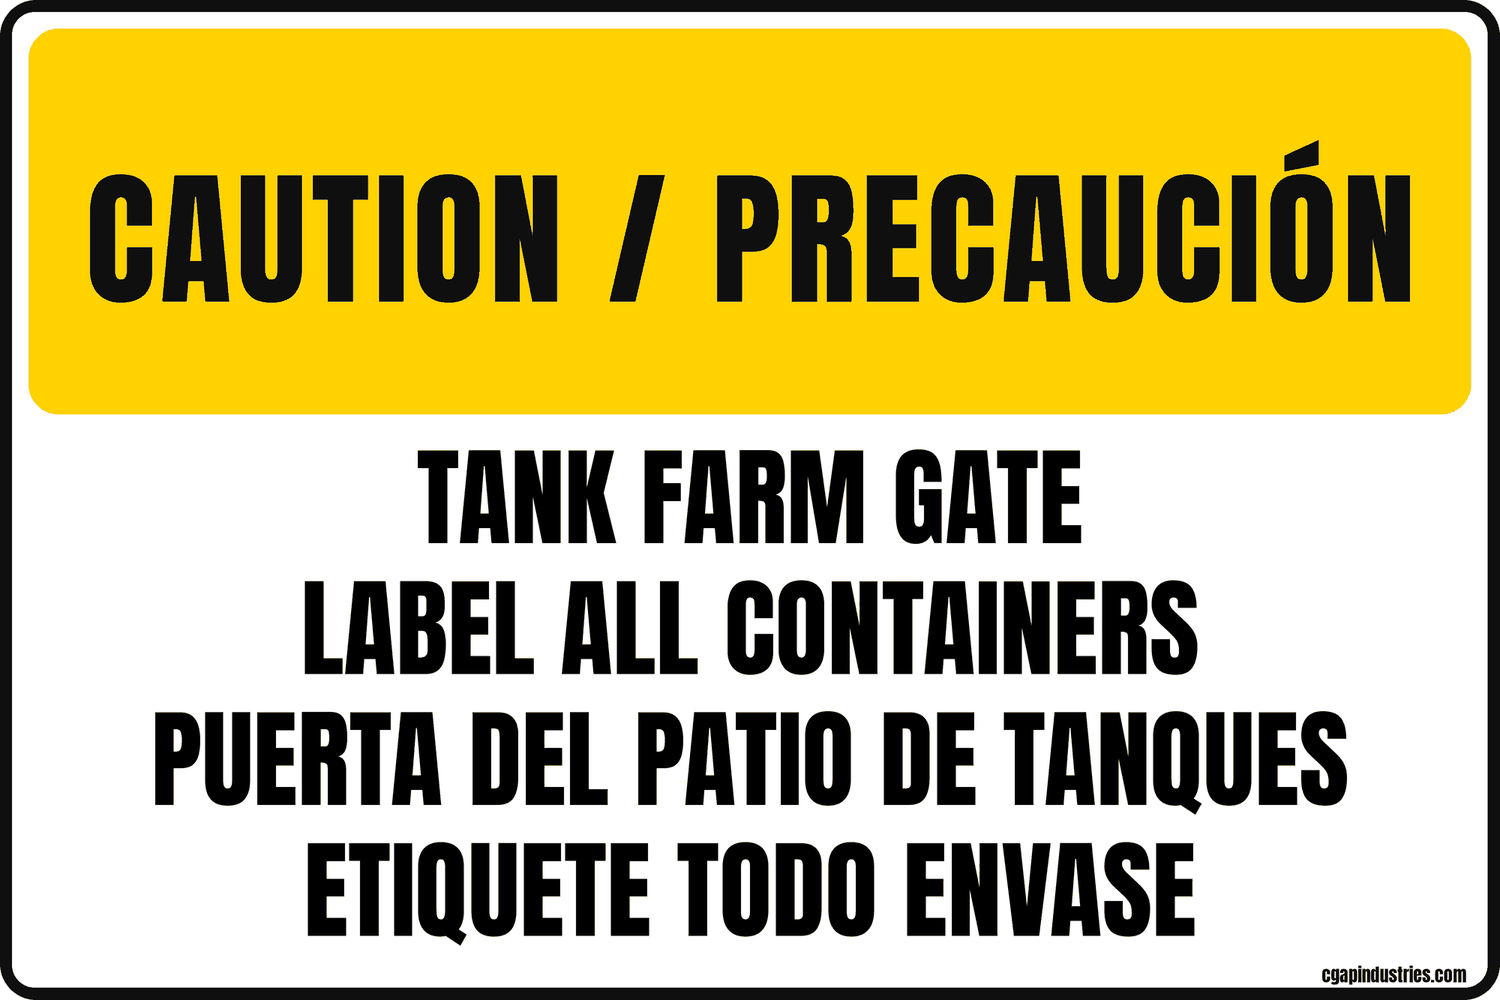 CAUTION / PRECAUCIÓN
TANK FARM GATE
LABEL ALL CONTAINERS
PUERTA DEL PATIO DE TANQUES
ETIQUETE TODO ENVASE
cgapindustries.com